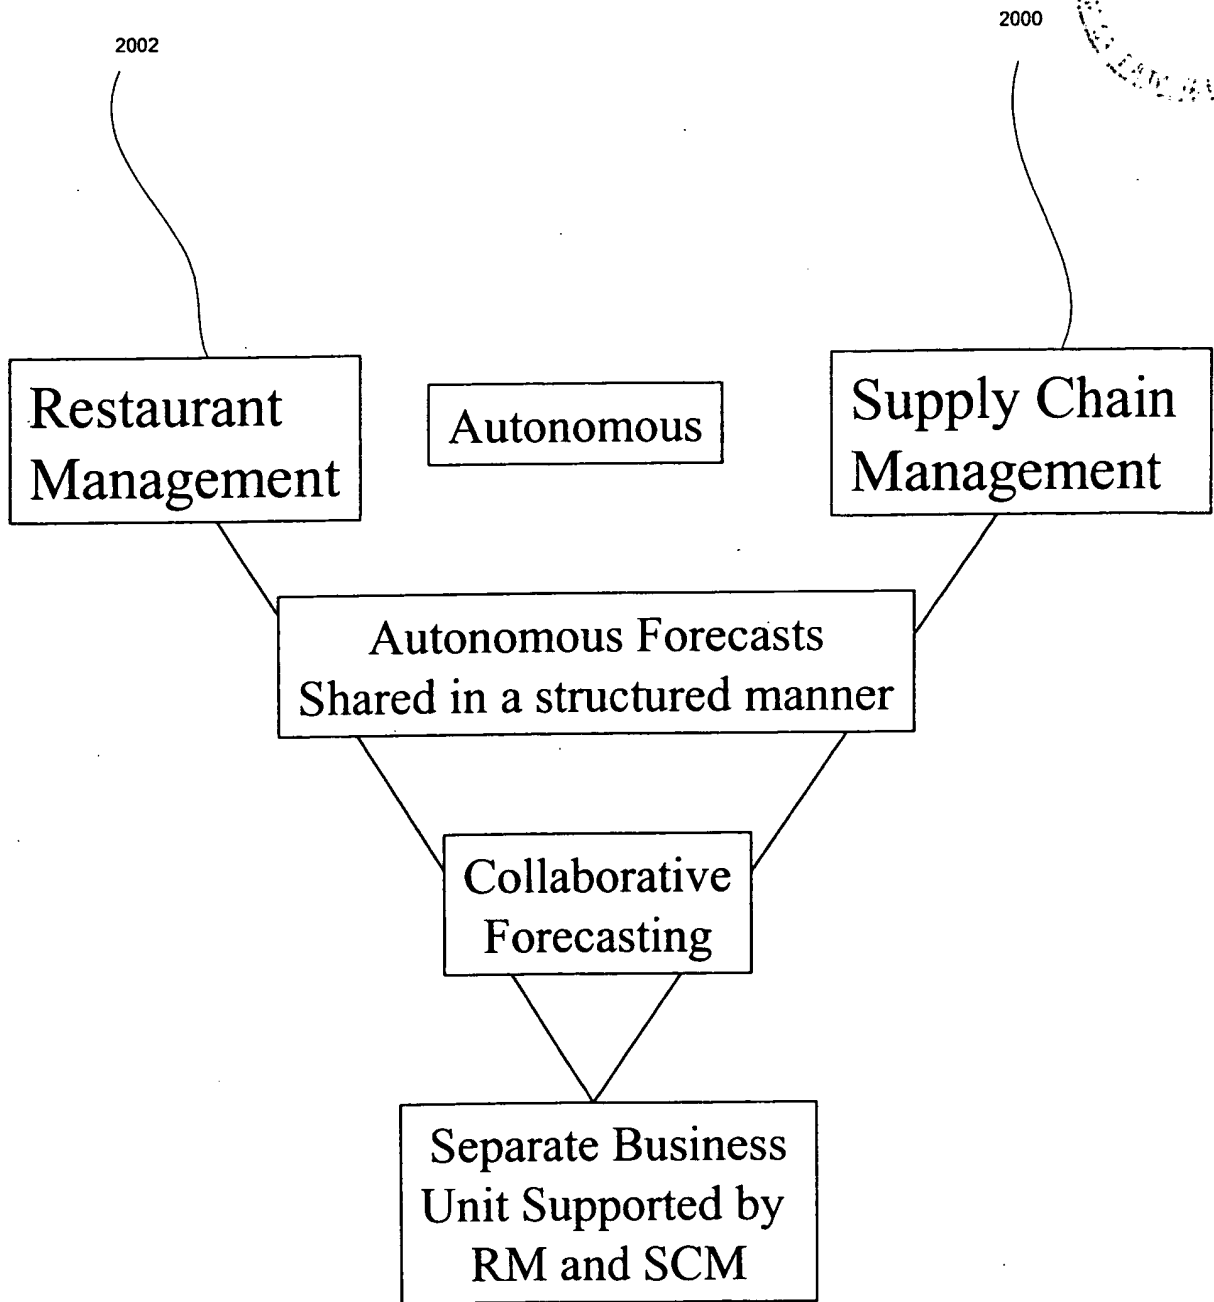 2002
2000
Restaurant
Management
Autonomous
Supply Chain
Management
Autonomous Forecasts
Shared in a structured manner
Collaborative
Forecasting
Separate Business
Unit Supported by
RM and SCM